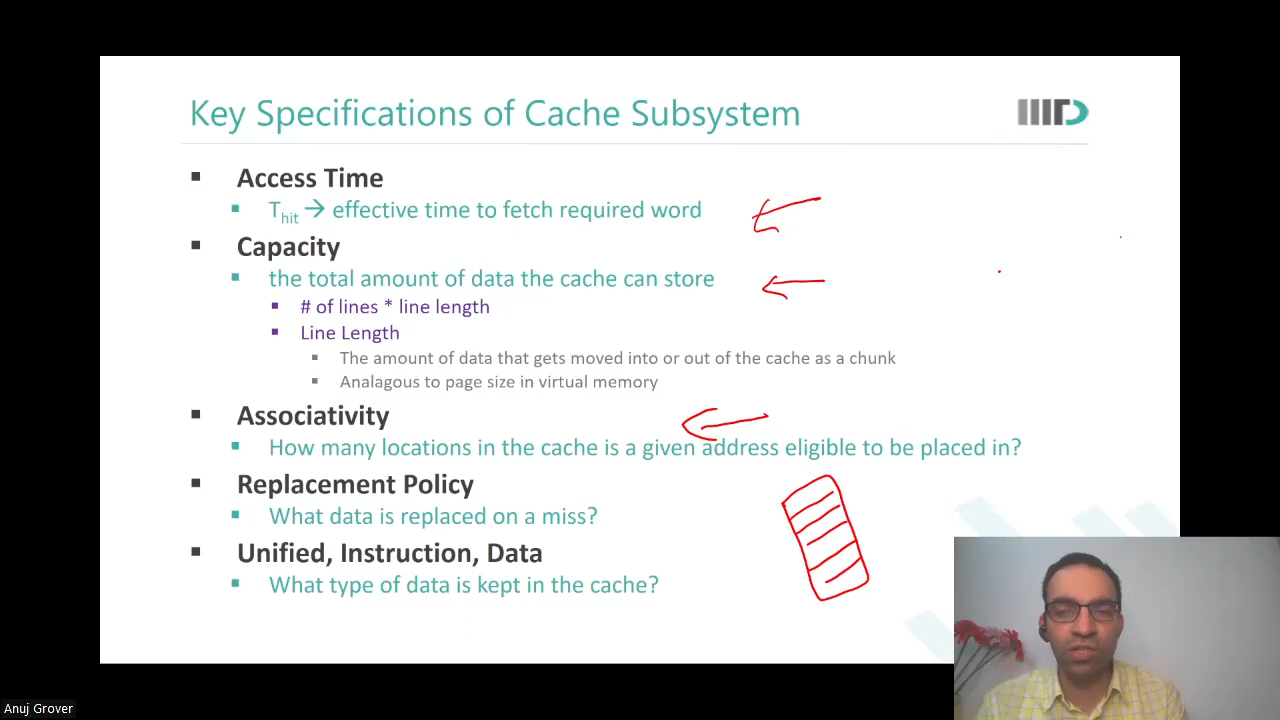 Key Specifications of Cache Subsystem
IIITD
▪ Access Time
▪ Thit → effective time to fetch required word
▪ Capacity
▪ the total amount of data the cache can store
▪ # of lines * line length
▪ Line Length
▪ The amount of data that gets moved into or out of the cache as a chunk
▪ Analagous to page size in virtual memory
▪ Associativity
▪ How many locations in the cache is a given address eligible to be placed in?
▪ Replacement Policy
▪ What data is replaced on a miss?
▪ Unified, Instruction, Data
▪ What type of data is kept in the cache?
Anuj Grover